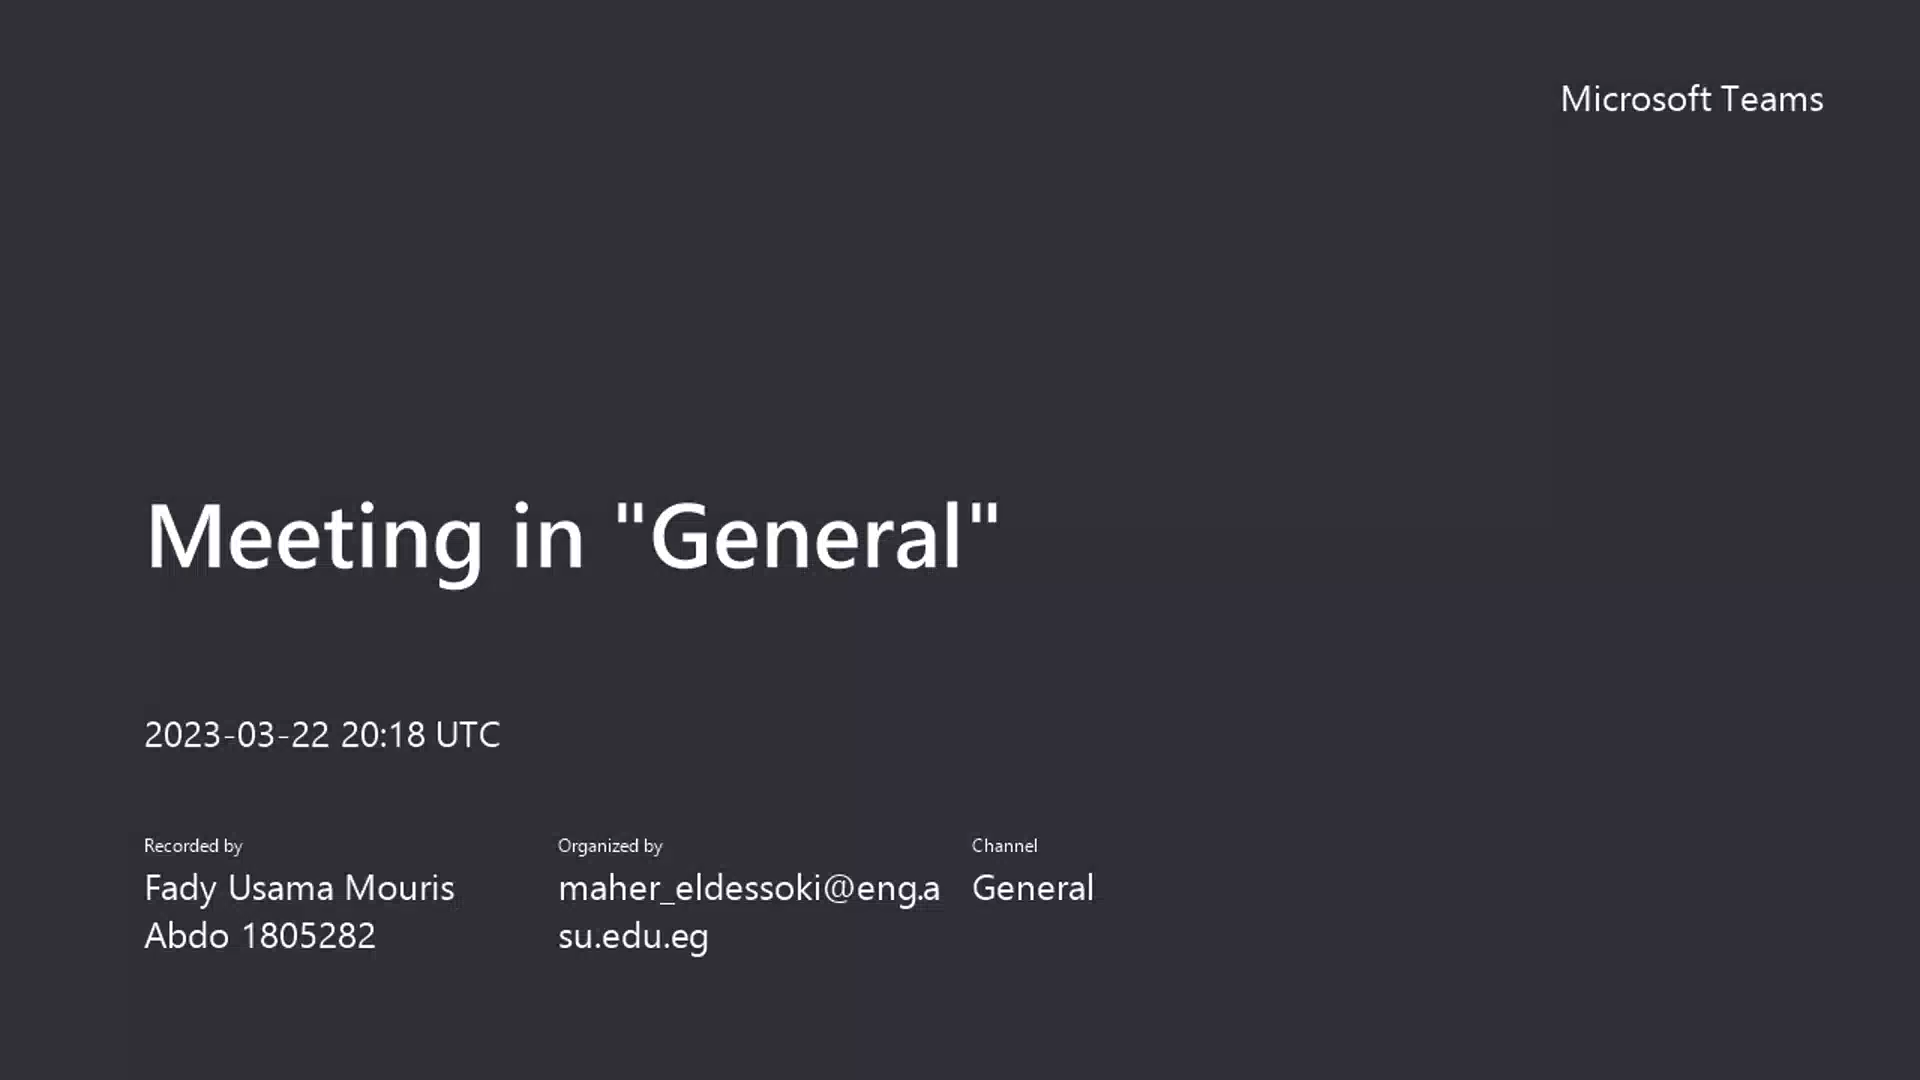 Microsoft Teams
Meeting in "General"
2023-03-22 20:18 UTC
Recorded by
Fady Usama Mouris
Abdo 1805282
Organized by
maher_eldessoki@eng.a
su.edu.eg
Channel
General